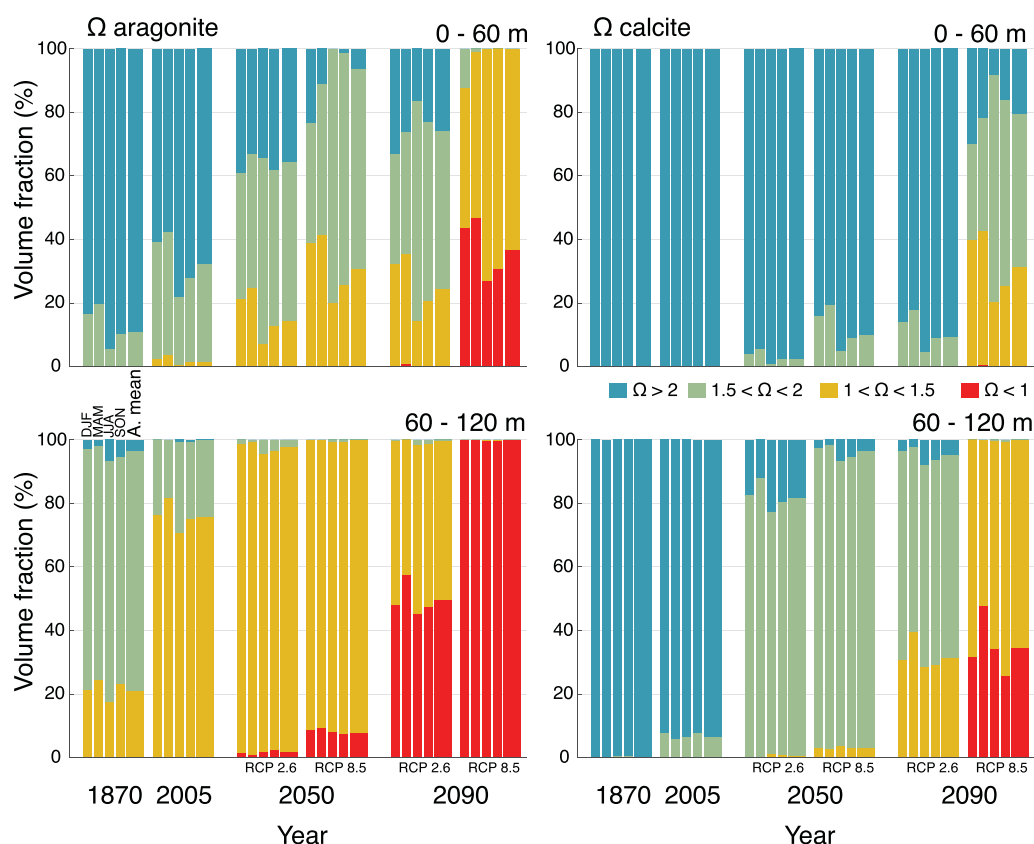 Ω aragonite
0 - 60 m
Ω calcite
0 - 60 m
Volume fraction (%)
100
80
60
40
20
0
100
80
60
40
20
0
DJF
MAM
JJA
SON
A. mean
Ω > 2
1.5 < Ω < 2
1 < Ω < 1.5
Ω < 1
60 - 120 m
60 - 120 m
Volume fraction (%)
100
80
60
40
20
0
100
80
60
40
20
0
RCP 2.6
RCP 8.5
RCP 2.6
RCP 8.5
RCP 2.6
RCP 8.5
RCP 2.6
RCP 8.5
1870
2005
2050
2090
1870
2005
2050
2090
Year
Year